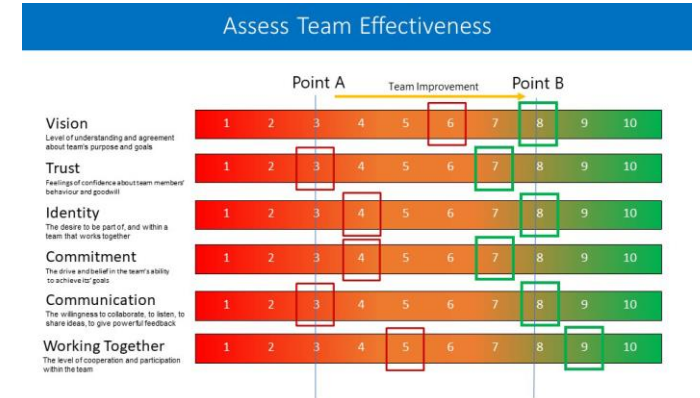 Assess Team Effectiveness
Point A
Team Improvement
Point B
Vision
Level of understanding and agreement
about team's purpose and goals
1 2 3 4 5 6 7 8 9 10
Trust
Feelings of confidence about team members'
behaviour and goodwill
1 2 3 4 5 6 7 8 9 10
Identity
The desire to be part of, and within a
team that works together
1 2 3 4 5 6 7 8 9 10
Commitment
The drive and belief in the team's ability
to achieve its' goals
1 2 3 4 5 6 7 8 9 10
Communication
The willingness to collaborate, to listen, to
share ideas, to give powerful feedback
1 2 3 4 5 6 7 8 9 10
Working Together
The level of cooperation and participation
within the team
1 2 3 4 5 6 7 8 9 10